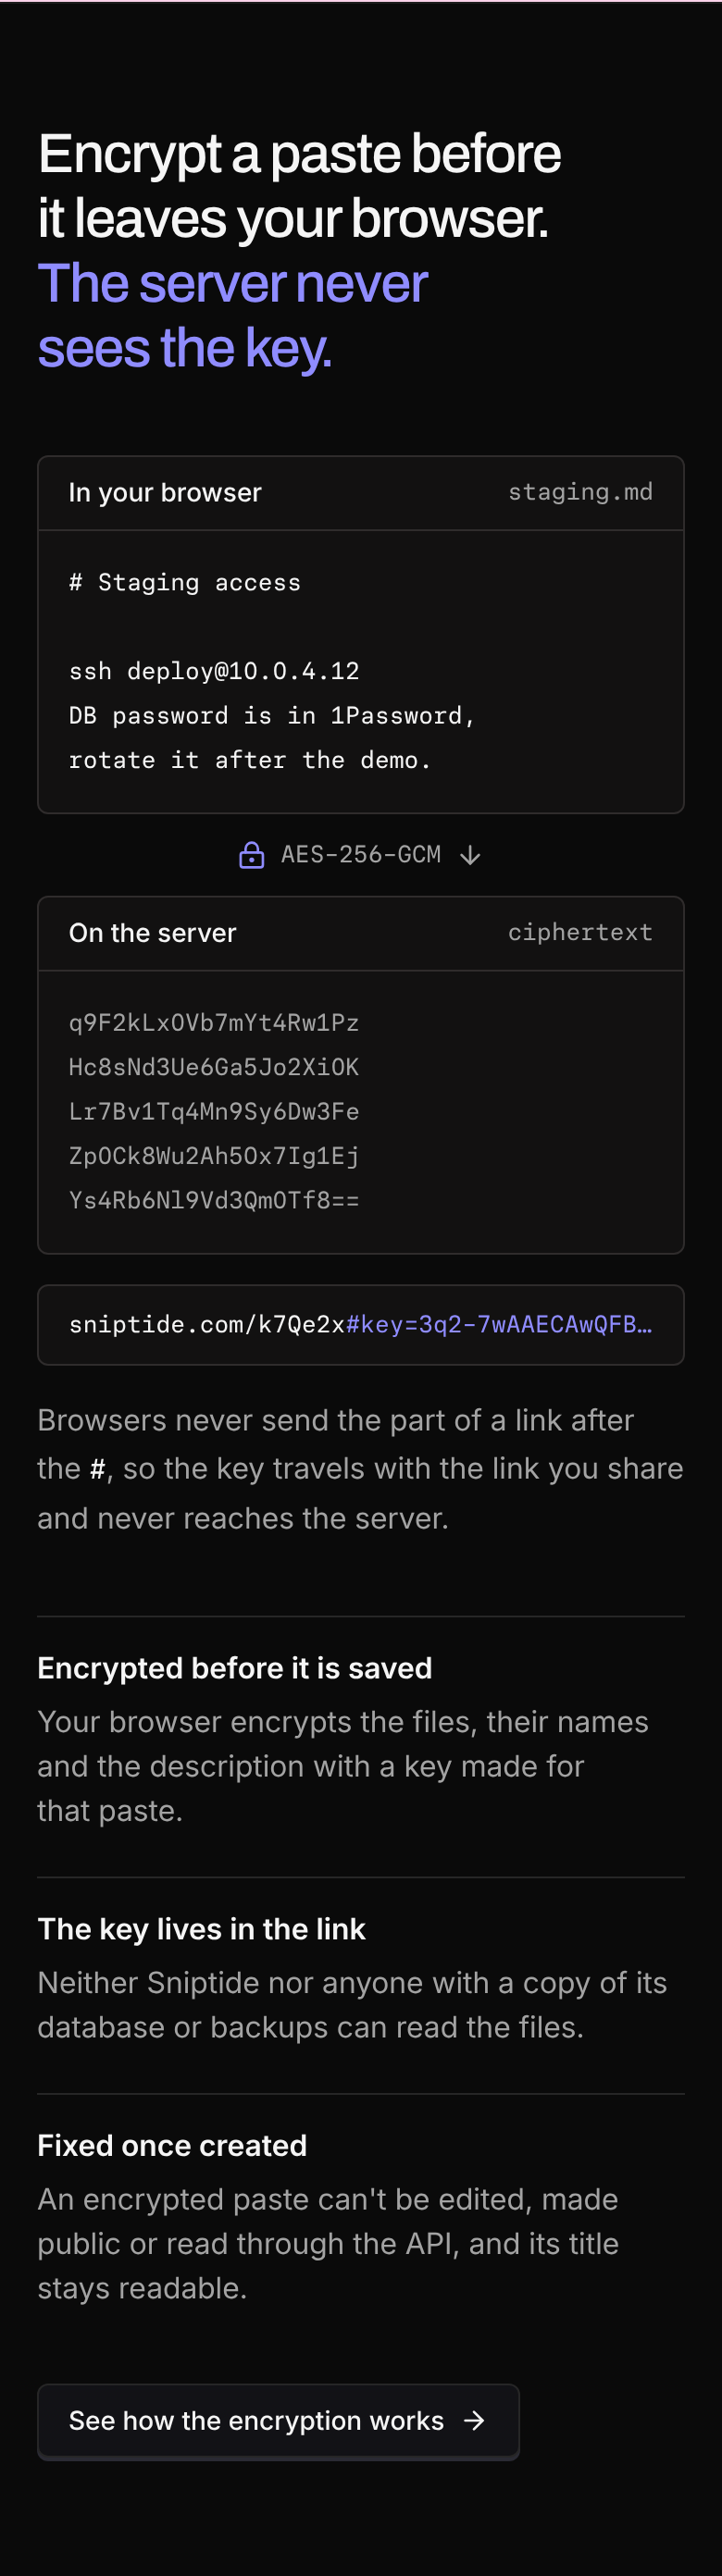 Encrypt a paste before
it leaves your browser.
The server never
sees the key.
In your browser
staging.md
# Staging access
ssh deploy@10.0.4.12
DB password is in 1Password,
rotate it after the demo.
AES-256-GCM ↓
On the server
ciphertext
q9F2kLx0Vb7mYt4Rw1Pz
Hc8sNd3Ue6Ga5Jo2XiOK
Lr7Bv1Tq4Mn9Sy6Dw3Fe
ZpOCk8Wu2Ah5Ox7Ig1Ej
Ys4Rb6Nl9Vd3QmOTf8==
sniptide.com/k7Qe2x#key=3q2-7wAAECAwQFB…
Browsers never send the part of a link after
the #, so the key travels with the link you share
and never reaches the server.
Encrypted before it is saved
Your browser encrypts the files, their names
and the description with a key made for
that paste.
The key lives in the link
Neither Sniptide nor anyone with a copy of its
database or backups can read the files.
Fixed once created
An encrypted paste can't be edited, made
public or read through the API, and its title
stays readable.
See how the encryption works →